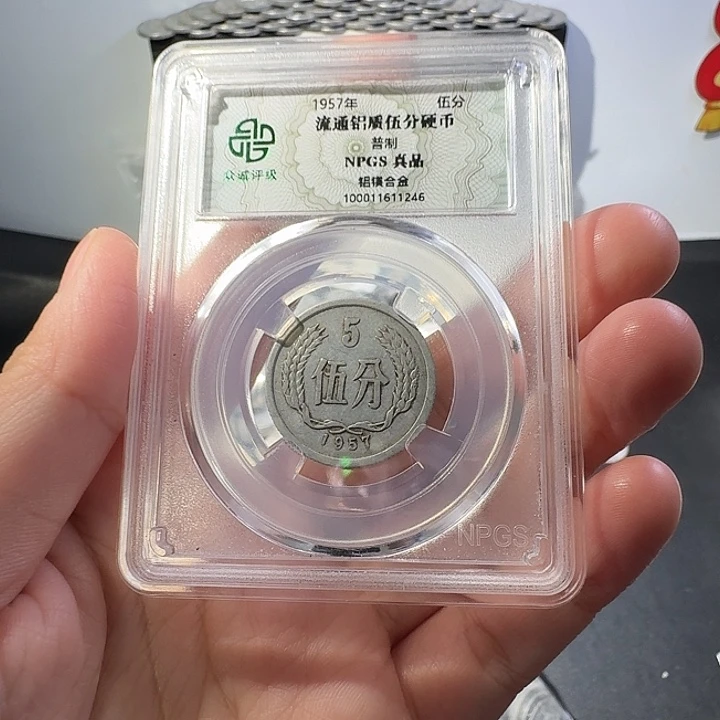 1957年 伍分
流通铝质伍分硬币
普制
NPGS 真品
铝镁合金
100011611246
众诚评级
5
伍分
1957
NPGS